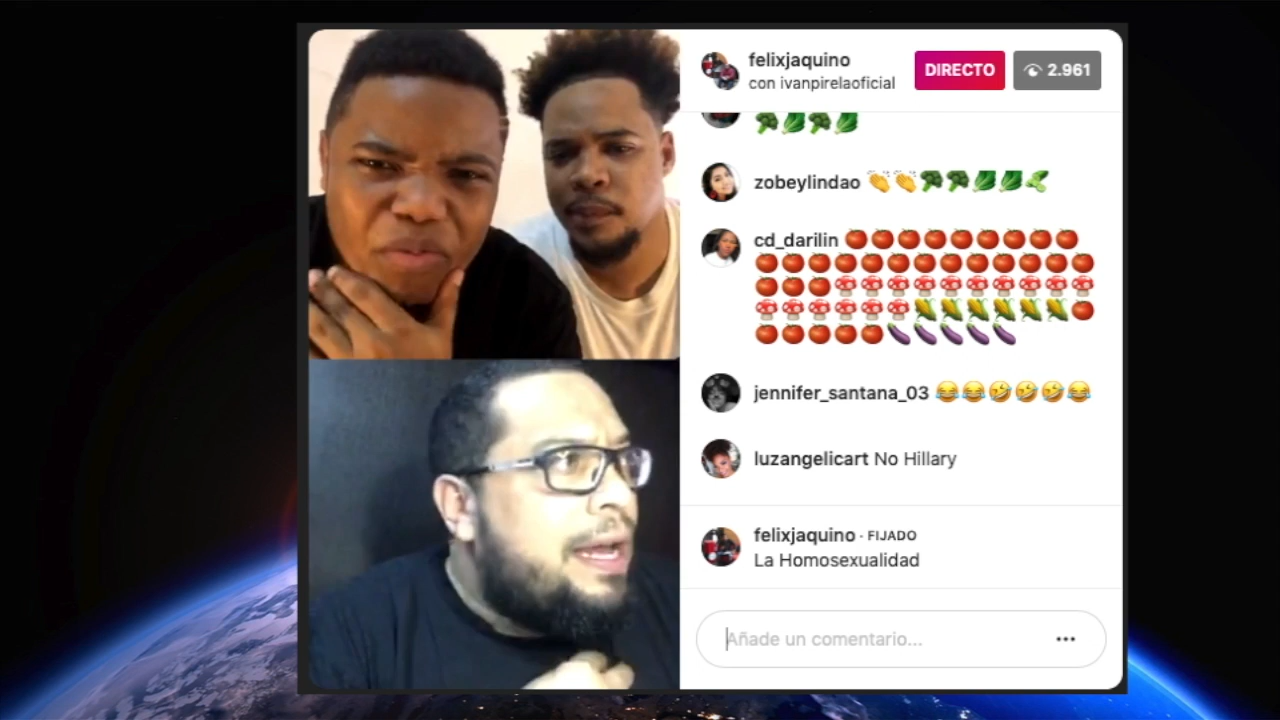 felixjaquino
con ivanpirelaoficial
DIRECTO
2.961
🥦🥬🥦🥬
zobeylindao 👏👏🥦🥦🥬🥬🥬
cd_darilin 🍅🍅🍅🍅🍅🍅🍅🍅🍅
🍅🍅🍅🍅🍅🍅🍅🍅🍅🍅🍅🍅🍅
🍅🍅🍅🍄🍄🍄🍄🍄🍄🍄🍄🍄🍄
🍄🍄🍄🍄🍄🍄🌽🌽🌽🌽🌽🌽🍅
🍅🍅🍅🍅🍅🍆🍆🍆🍆🍆
jennifer_santana_03 😂😂🤣🤣🤣😂
luzangelicart No Hillary
felixjaquino · FIJADO
La Homosexualidad
Añade un comentario...